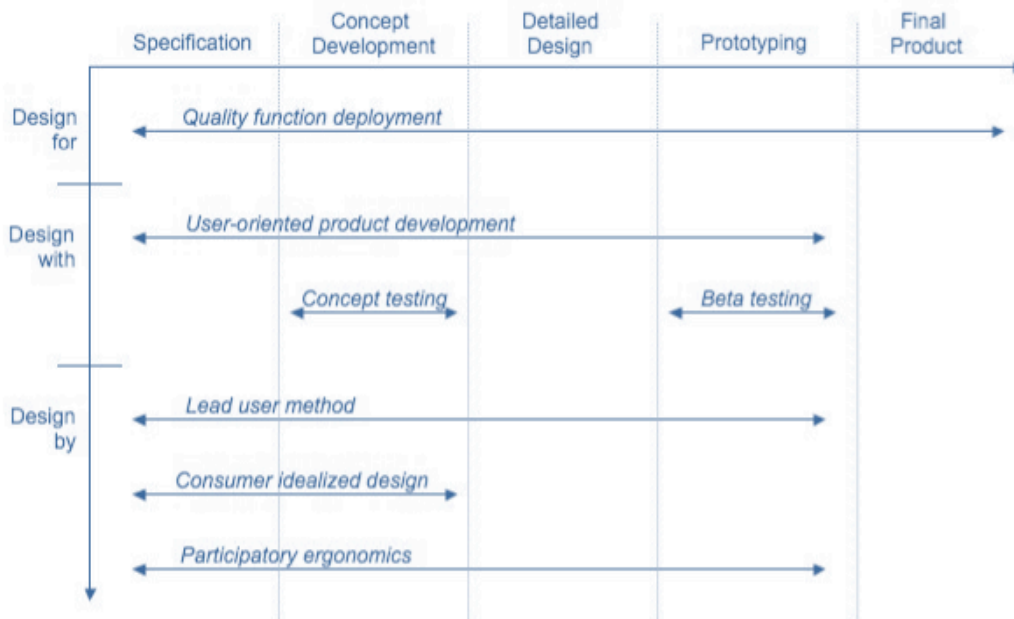 Specification
Concept
Development
Detailed
Design
Prototyping
Final
Product
Design
for
Quality function deployment
Design
with
User-oriented product development
Concept testing
Beta testing
Design
by
Lead user method
Consumer idealized design
Participatory ergonomics